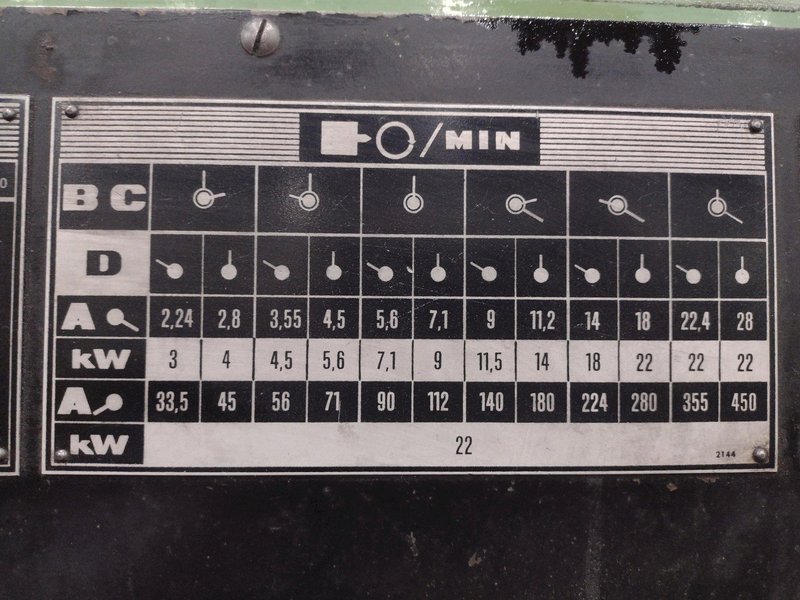 /MIN
BC
D
A 2,24 2,8 3,55 4,5 5,6 7,1 9 11,2 14 18 22,4 28
kW 3 4 4,5 5,6 7,1 9 11,5 14 18 22 22 22
A 33,5 45 56 71 90 112 140 180 224 280 355 450
kW 22
2144
0